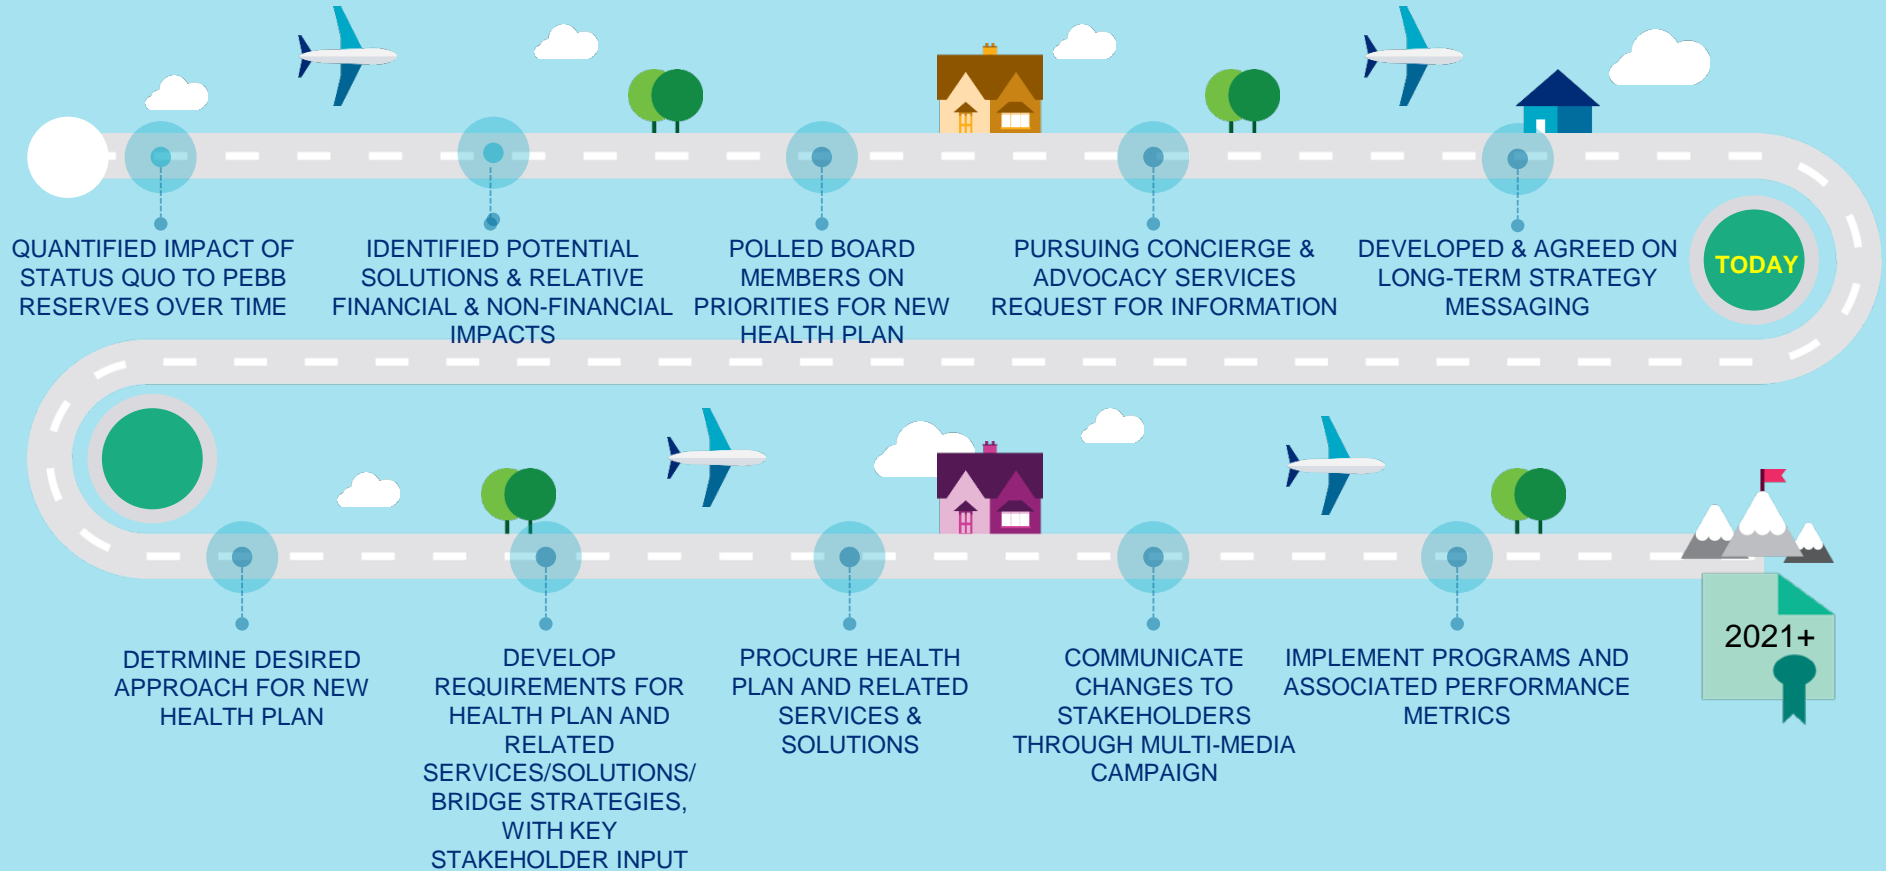 QUANTIFIED IMPACT OF
STATUS QUO TO PEBB
RESERVES OVER TIME
IDENTIFIED POTENTIAL
SOLUTIONS & RELATIVE
FINANCIAL & NON-FINANCIAL
IMPACTS
POLLED BOARD
MEMBERS ON
PRIORITIES FOR NEW
HEALTH PLAN
PURSUING CONCIERGE &
ADVOCACY SERVICES
REQUEST FOR INFORMATION
DEVELOPED & AGREED ON
LONG-TERM STRATEGY
MESSAGING
TODAY
DETRMINE DESIRED
APPROACH FOR NEW
HEALTH PLAN
DEVELOP
REQUIREMENTS FOR
HEALTH PLAN AND
RELATED
SERVICES/SOLUTIONS/
BRIDGE STRATEGIES,
WITH KEY
STAKEHOLDER INPUT
PROCURE HEALTH
PLAN AND RELATED
SERVICES &
SOLUTIONS
COMMUNICATE
CHANGES TO
STAKEHOLDERS
THROUGH MULTI-MEDIA
CAMPAIGN
IMPLEMENT PROGRAMS AND
ASSOCIATED PERFORMANCE
METRICS
2021+